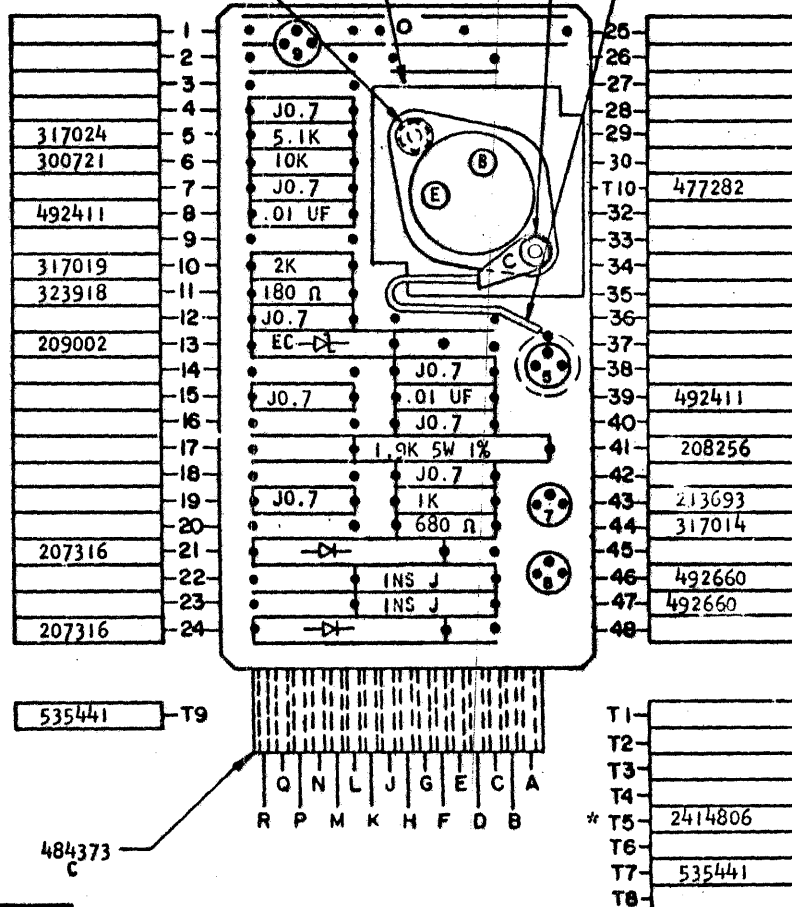 1 25
9
2 26
3 27
4 J0.7 28
317024 5 5.1K 29
300721 6 10K B 30
7 J0.7 E T10 477282
492411 8 .01 UF 32
9 33
317019 10 2K C 34
323918 11 180 Ω 35
12 J0.7 36
209002 13 EC 37
14 J0.7 5 38
15 J0.7 .01 UF 39 492411
16 J0.7 40
17 1.9K 5W 1% 41 208256
18 J0.7 42
19 J0.7 1K 7 43 213693
20 680 Ω 44 317014
207316 21 45
22 INS J 8 46 492660
23 INS J 47 492660
207316 24 48
535441 T9 T1
T2
Q N L J G E C A T3
T4
R P M K H F D B * T5 2414806
484373 T6
C T7 535441
T8